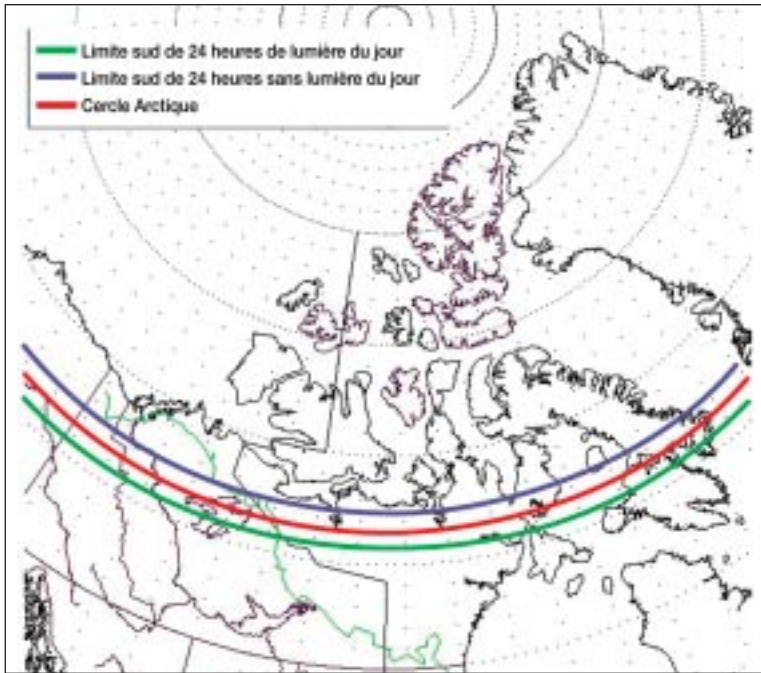 Limite sud de 24 heures de lumière du jour
Limite sud de 24 heures sans lumière du jour
Cercle Arctique